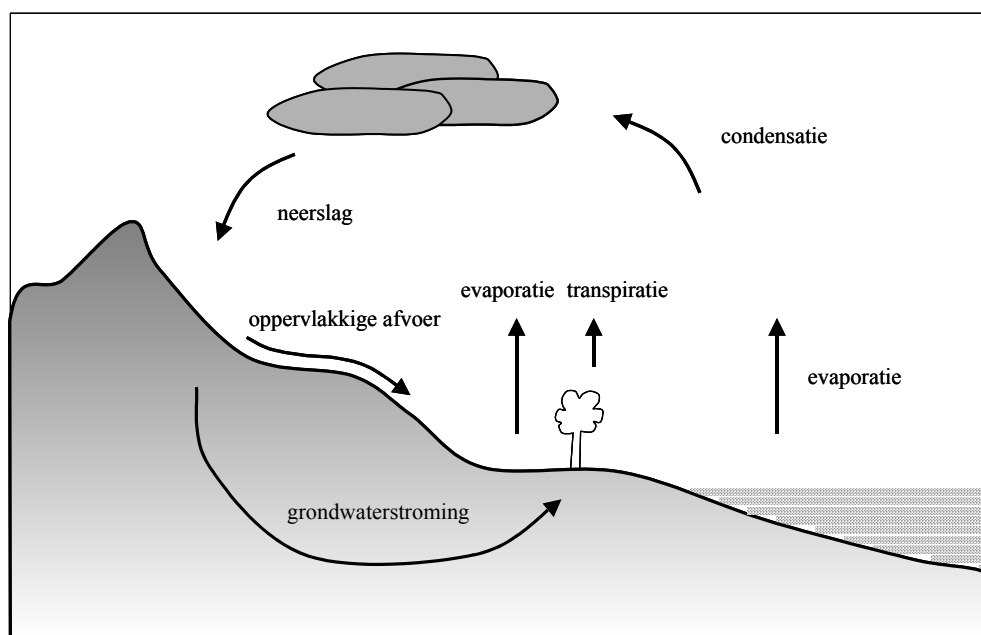 condensatie
neerslag
evaporatie transpiratie
oppervlakkige afvoer
evaporatie
grondwaterstroming